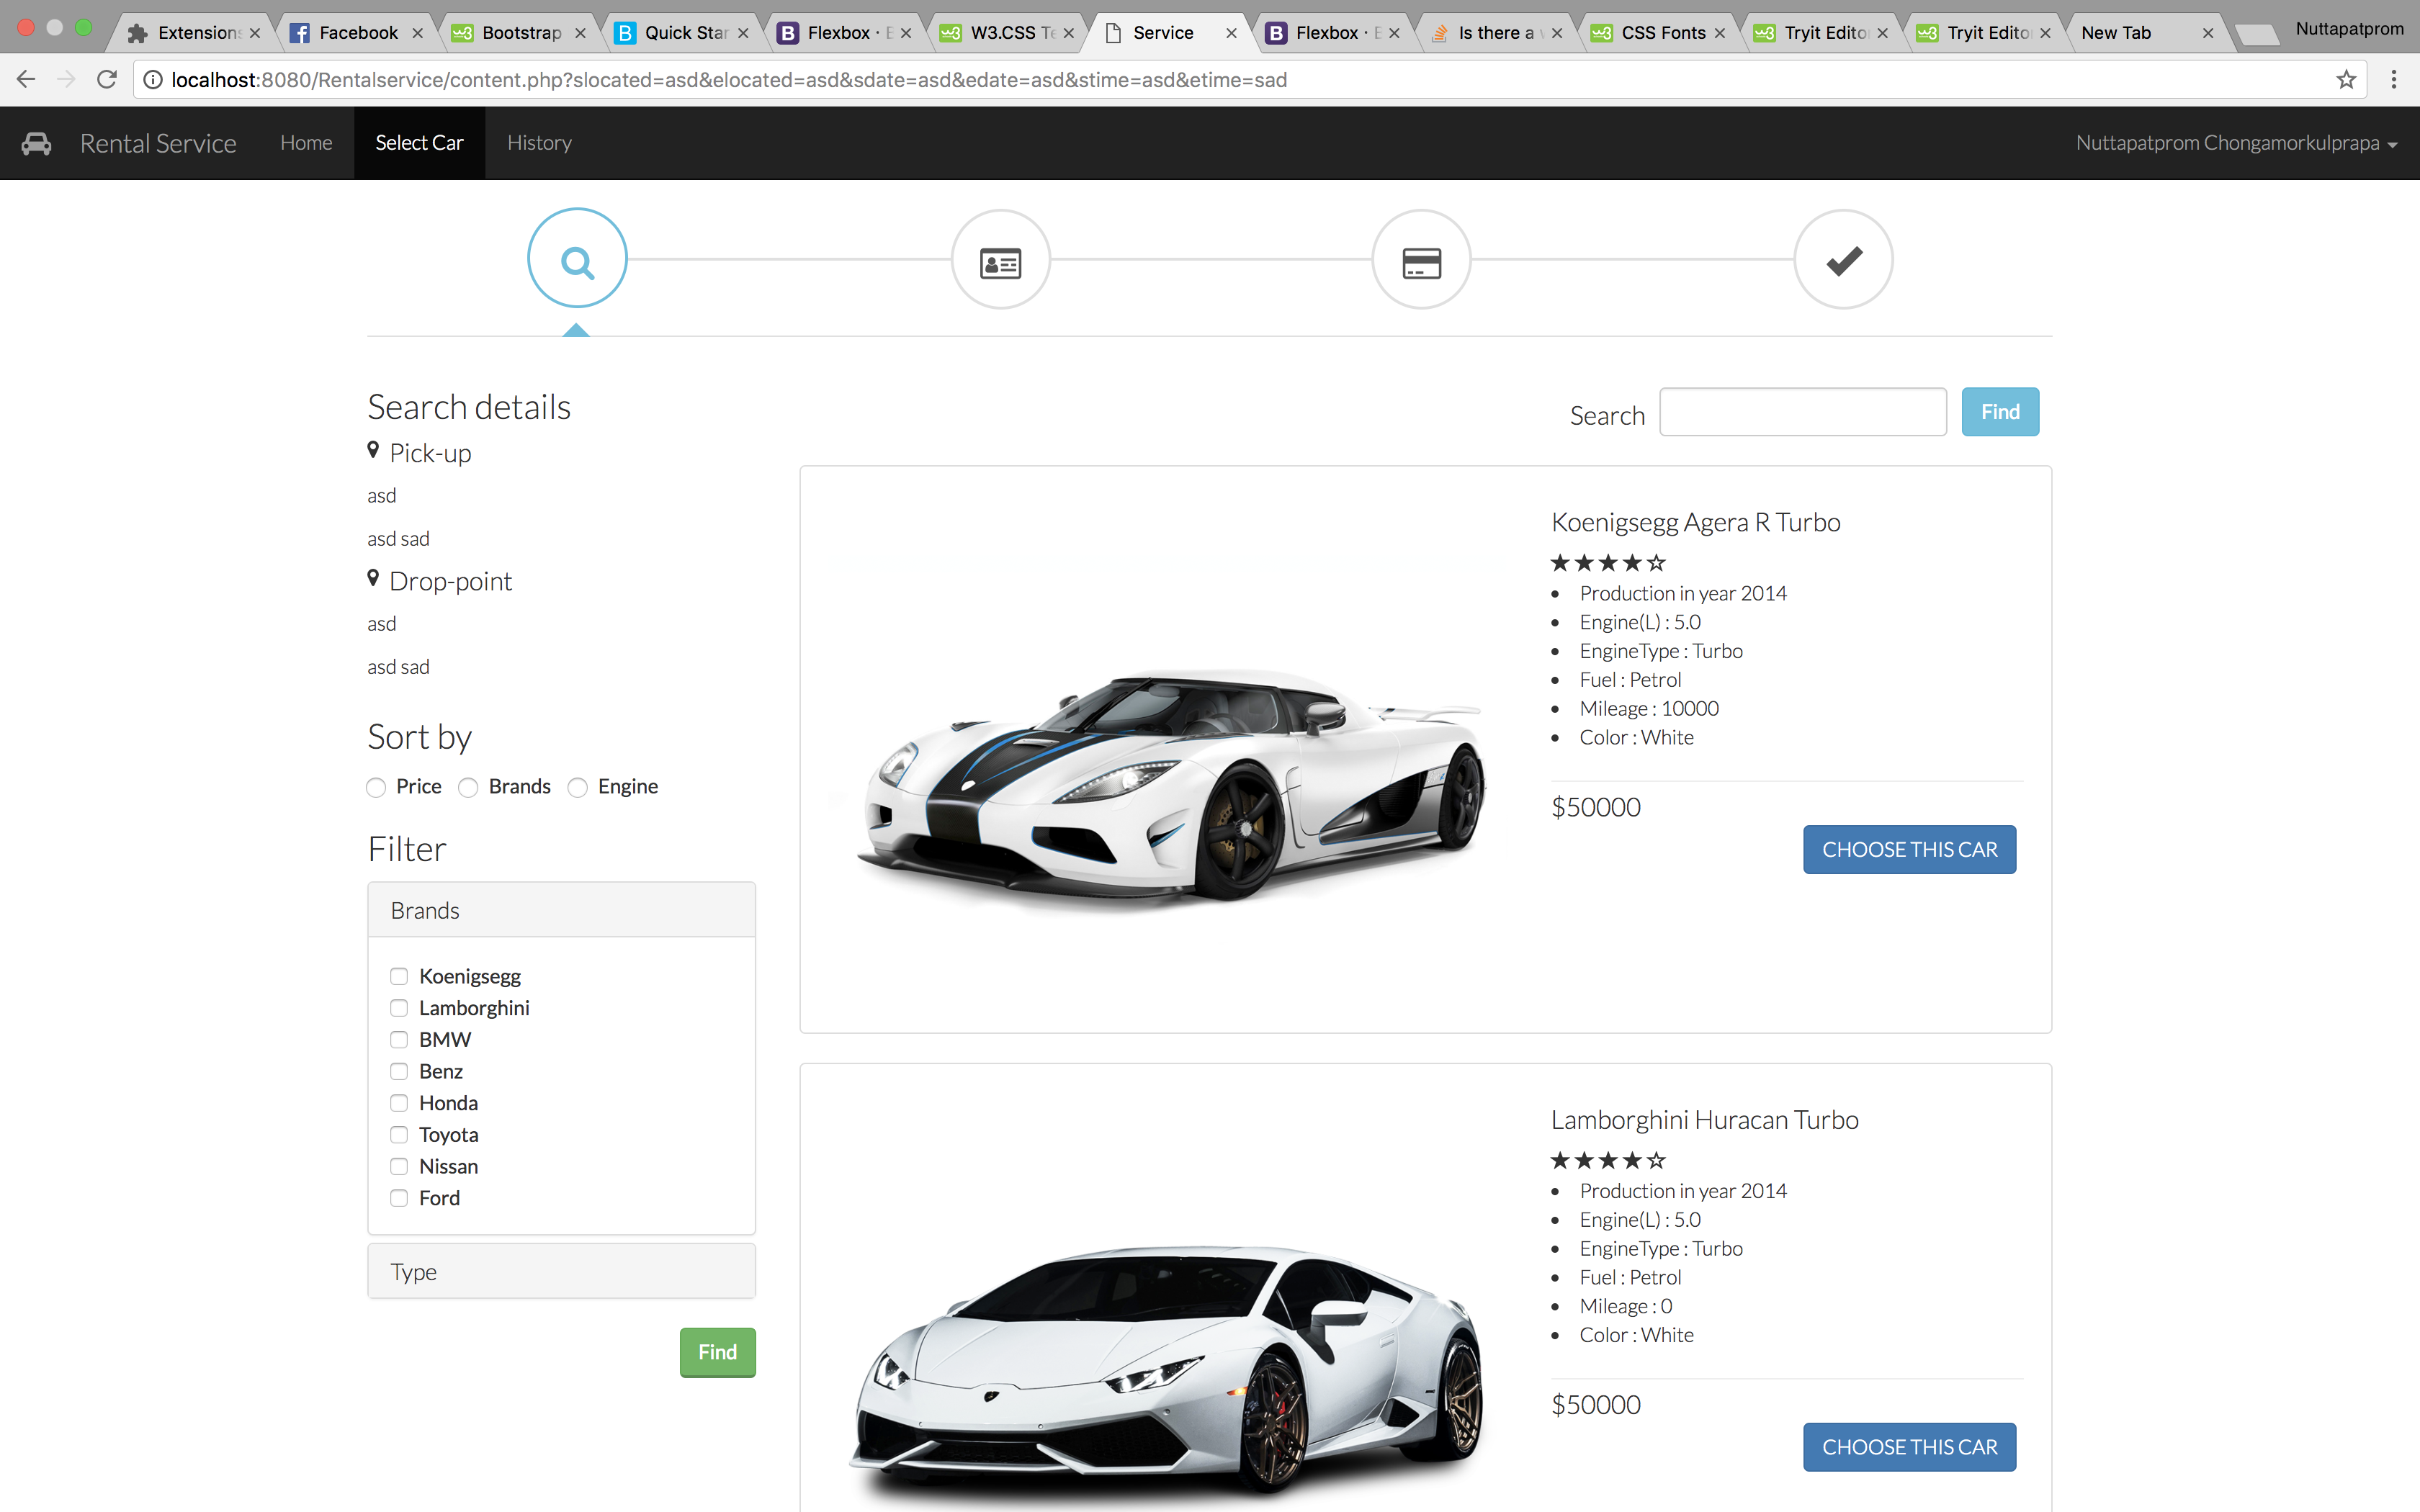 Extensions
Facebook
Bootstrap
Quick Star
Flexbox · B
W3.CSS Te
Service
Flexbox · B
Is there a
CSS Fonts
Tryit Edito
Tryit Edito
New Tab
Nuttapatprom
localhost:8080/Rentalservice/content.php?slocated=asd&elocated=asd&sdate=asd&edate=asd&stime=asd&etime=sad
Rental Service
Home
Select Car
History
Nuttapatprom Chongamorkulprapa
Search details
Pick-up
asd
asd sad
Drop-point
asd
asd sad
Sort by
Price Brands Engine
Filter
Brands
Koenigsegg
Lamborghini
BMW
Benz
Honda
Toyota
Nissan
Ford
Type
Find
Search
Find
Koenigsegg Agera R Turbo
Production in year 2014
Engine(L) : 5.0
EngineType : Turbo
Fuel : Petrol
Mileage : 10000
Color : White
$50000
CHOOSE THIS CAR
Lamborghini Huracan Turbo
Production in year 2014
Engine(L) : 5.0
EngineType : Turbo
Fuel : Petrol
Mileage : 0
Color : White
$50000
CHOOSE THIS CAR